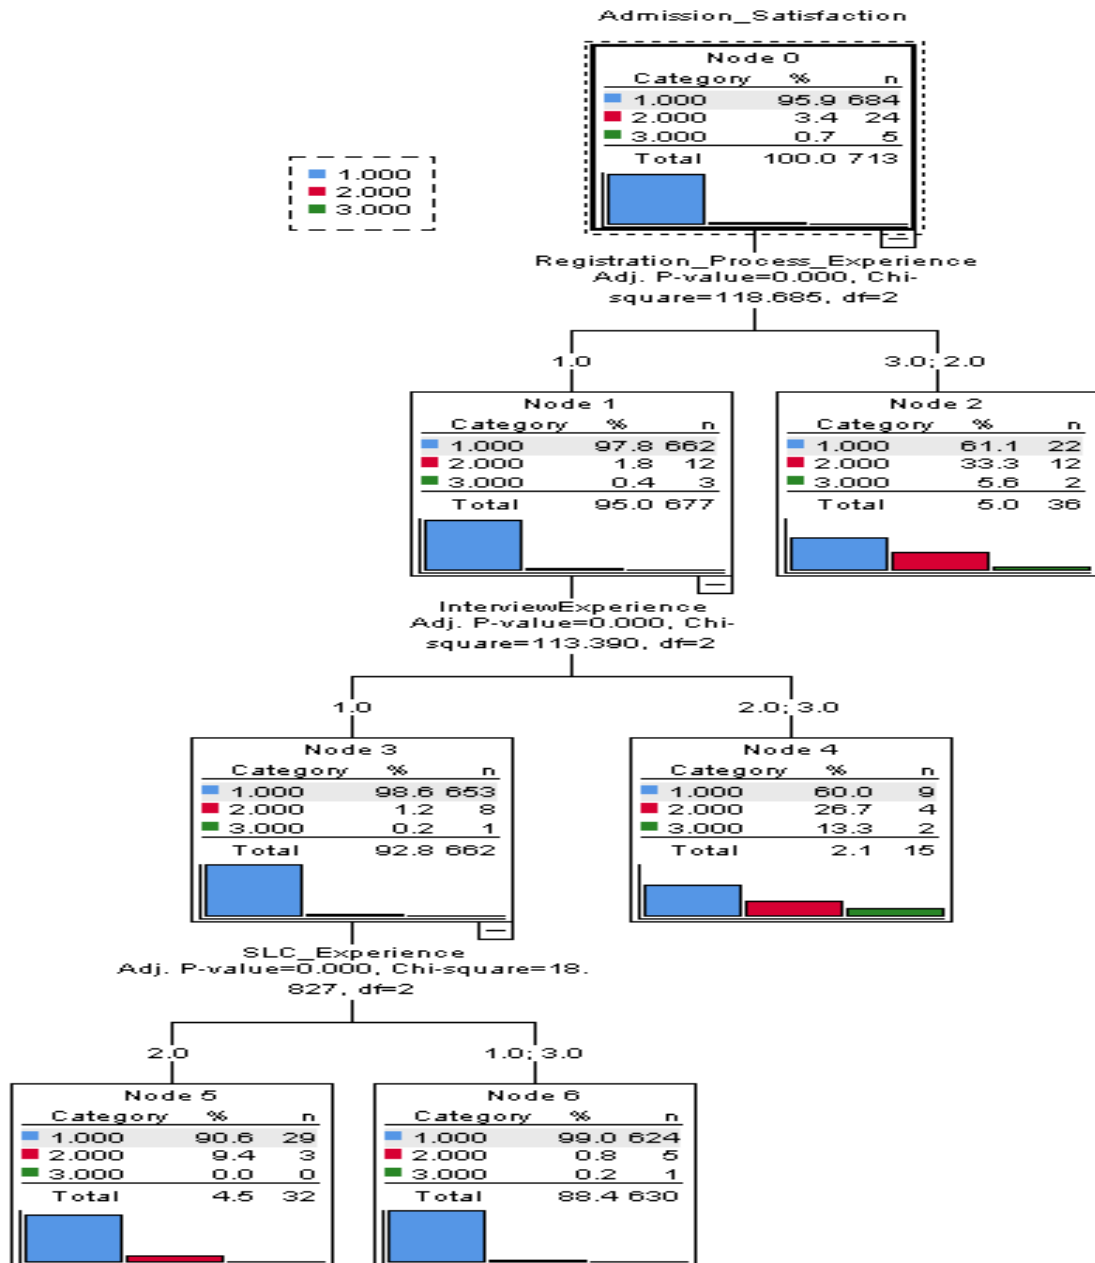 Admission_Satisfaction
Node 0
Category % n
1.000 95.9 684
2.000 3.4 24
3.000 0.7 5
Total 100.0 713
1.000
2.000
3.000
Registration_Process_Experience
Adj. P-value=0.000, Chi-
square=118.685, df=2
1.0
3.0; 2.0
Node 1
Category % n
1.000 97.8 662
2.000 1.8 12
3.000 0.4 3
Total 95.0 677
Node 2
Category % n
1.000 61.1 22
2.000 33.3 12
3.000 5.6 2
Total 5.0 36
InterviewExperience
Adj. P-value=0.000, Chi-
square=113.390, df=2
1.0
2.0; 3.0
Node 3
Category % n
1.000 98.6 653
2.000 1.2 8
3.000 0.2 1
Total 92.8 662
Node 4
Category % n
1.000 60.0 9
2.000 26.7 4
3.000 13.3 2
Total 2.1 15
SLC_Experience
Adj. P-value=0.000, Chi-square=18.
827, df=2
2.0
1.0; 3.0
Node 5
Category % n
1.000 90.6 29
2.000 9.4 3
3.000 0.0 0
Total 4.5 32
Node 6
Category % n
1.000 99.0 624
2.000 0.8 5
3.000 0.2 1
Total 88.4 630